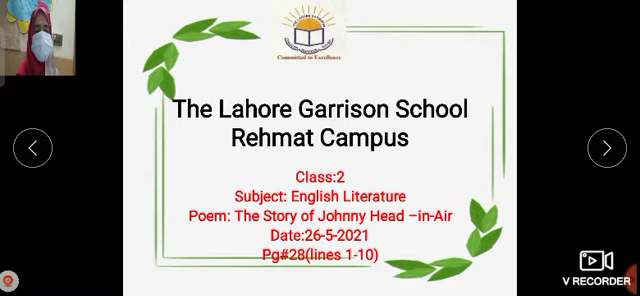 Committed to Excellence
The Lahore Garrison School
Rehmat Campus
Class:2
Subject: English Literature
Poem: The Story of Johnny Head –in-Air
Date:26-5-2021
Pg#28(lines 1-10)
V RECORDER